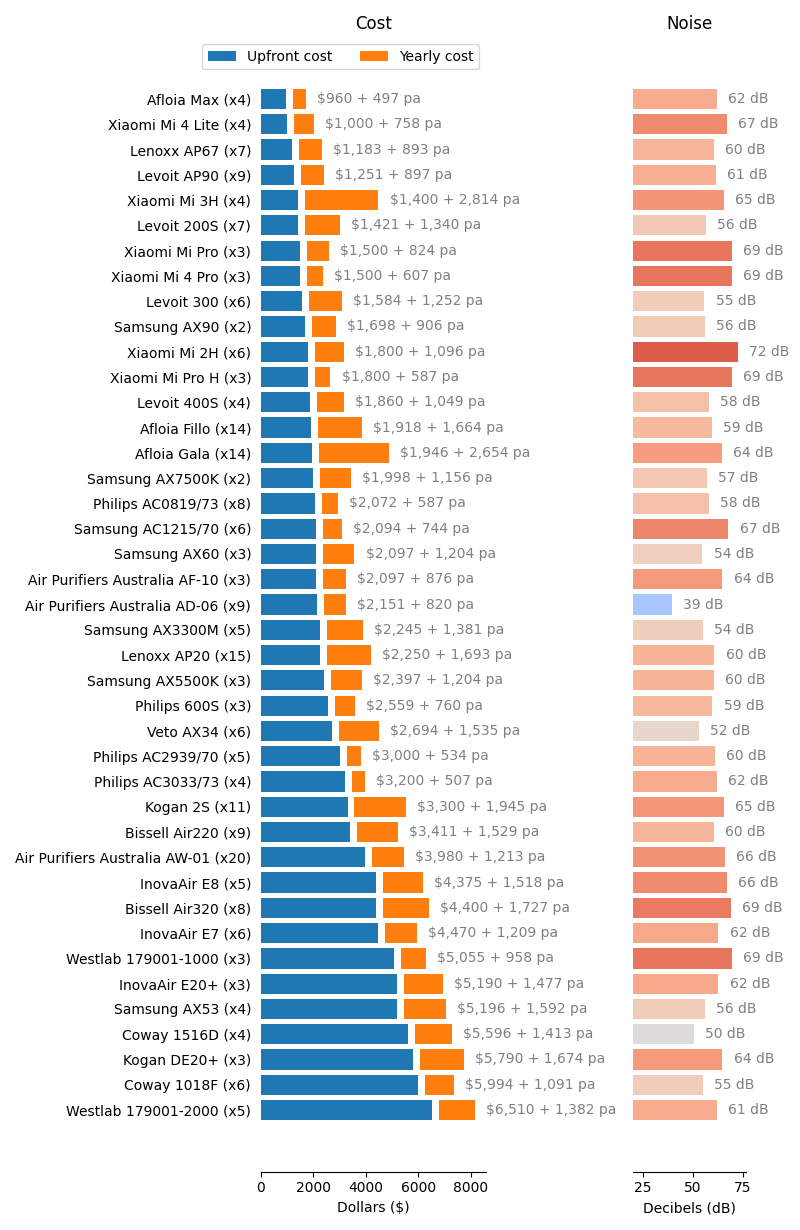 Cost Noise
Upfront cost Yearly cost
Afloia Max (x4) $960 + 497 pa 62 dB
Xiaomi Mi 4 Lite (x4) $1,000 + 758 pa 67 dB
Lenoxx AP67 (x7) $1,183 + 893 pa 60 dB
Levoit AP90 (x9) $1,251 + 897 pa 61 dB
Xiaomi Mi 3H (x4) $1,400 + 2,814 pa 65 dB
Levoit 200S (x7) $1,421 + 1,340 pa 56 dB
Xiaomi Mi Pro (x3) $1,500 + 824 pa 69 dB
Xiaomi Mi 4 Pro (x3) $1,500 + 607 pa 69 dB
Levoit 300 (x6) $1,584 + 1,252 pa 55 dB
Samsung AX90 (x2) $1,698 + 906 pa 56 dB
Xiaomi Mi 2H (x6) $1,800 + 1,096 pa 72 dB
Xiaomi Mi Pro H (x3) $1,800 + 587 pa 69 dB
Levoit 400S (x4) $1,860 + 1,049 pa 58 dB
Afloia Fillo (x14) $1,918 + 1,664 pa 59 dB
Afloia Gala (x14) $1,946 + 2,654 pa 64 dB
Samsung AX7500K (x2) $1,998 + 1,156 pa 57 dB
Philips AC0819/73 (x8) $2,072 + 587 pa 58 dB
Samsung AC1215/70 (x6) $2,094 + 744 pa 67 dB
Samsung AX60 (x3) $2,097 + 1,204 pa 54 dB
Air Purifiers Australia AF-10 (x3) $2,097 + 876 pa 64 dB
Air Purifiers Australia AD-06 (x9) $2,151 + 820 pa 39 dB
Samsung AX3300M (x5) $2,245 + 1,381 pa 54 dB
Lenoxx AP20 (x15) $2,250 + 1,693 pa 60 dB
Samsung AX5500K (x3) $2,397 + 1,204 pa 60 dB
Philips 600S (x3) $2,559 + 760 pa 59 dB
Veto AX34 (x6) $2,694 + 1,535 pa 52 dB
Philips AC2939/70 (x5) $3,000 + 534 pa 60 dB
Philips AC3033/73 (x4) $3,200 + 507 pa 62 dB
Kogan 2S (x11) $3,300 + 1,945 pa 65 dB
Bissell Air220 (x9) $3,411 + 1,529 pa 60 dB
Air Purifiers Australia AW-01 (x20) $3,980 + 1,213 pa 66 dB
InovaAir E8 (x5) $4,375 + 1,518 pa 66 dB
Bissell Air320 (x8) $4,400 + 1,727 pa 69 dB
InovaAir E7 (x6) $4,470 + 1,209 pa 62 dB
Westlab 179001-1000 (x3) $5,055 + 958 pa 69 dB
InovaAir E20+ (x3) $5,190 + 1,477 pa 62 dB
Samsung AX53 (x4) $5,196 + 1,592 pa 56 dB
Coway 1516D (x4) $5,596 + 1,413 pa 50 dB
Kogan DE20+ (x3) $5,790 + 1,674 pa 64 dB
Coway 1018F (x6) $5,994 + 1,091 pa 55 dB
Westlab 179001-2000 (x5) $6,510 + 1,382 pa 61 dB
0 2000 4000 6000 8000 25 50 75
Dollars ($) Decibels (dB)